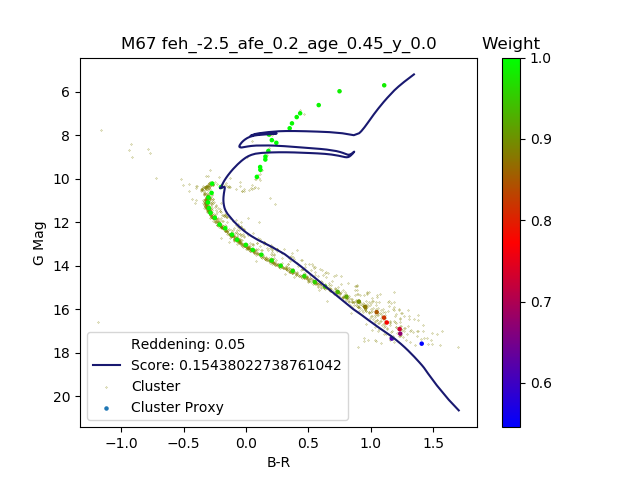 M67 feh_-2.5_afe_0.2_age_0.45_y_0.0
Weight
G Mag
6
8
10
12
14
16
18
20
−1.0
−0.5
0.0
0.5
1.0
1.5
B-R
Reddening: 0.05
Score: 0.15438022738761042
Cluster
Cluster Proxy
1.0
0.9
0.8
0.7
0.6